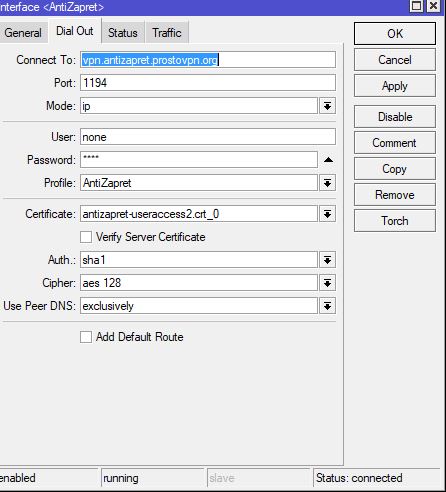 nterface <AntiZapret>
General Dial Out Status Traffic
Connect To: vpn.antizapret.prostovpn.org
Port: 1194
Mode: ip
User: none
Password: ****
Profile: AntiZapret
Certificate: antizapret-useraccess2.crt_0
Verify Server Certificate
Auth.: sha1
Cipher: aes 128
Use Peer DNS: exclusively
Add Default Route
OK
Cancel
Apply
Disable
Comment
Copy
Remove
Torch
enabled running slave Status: connected